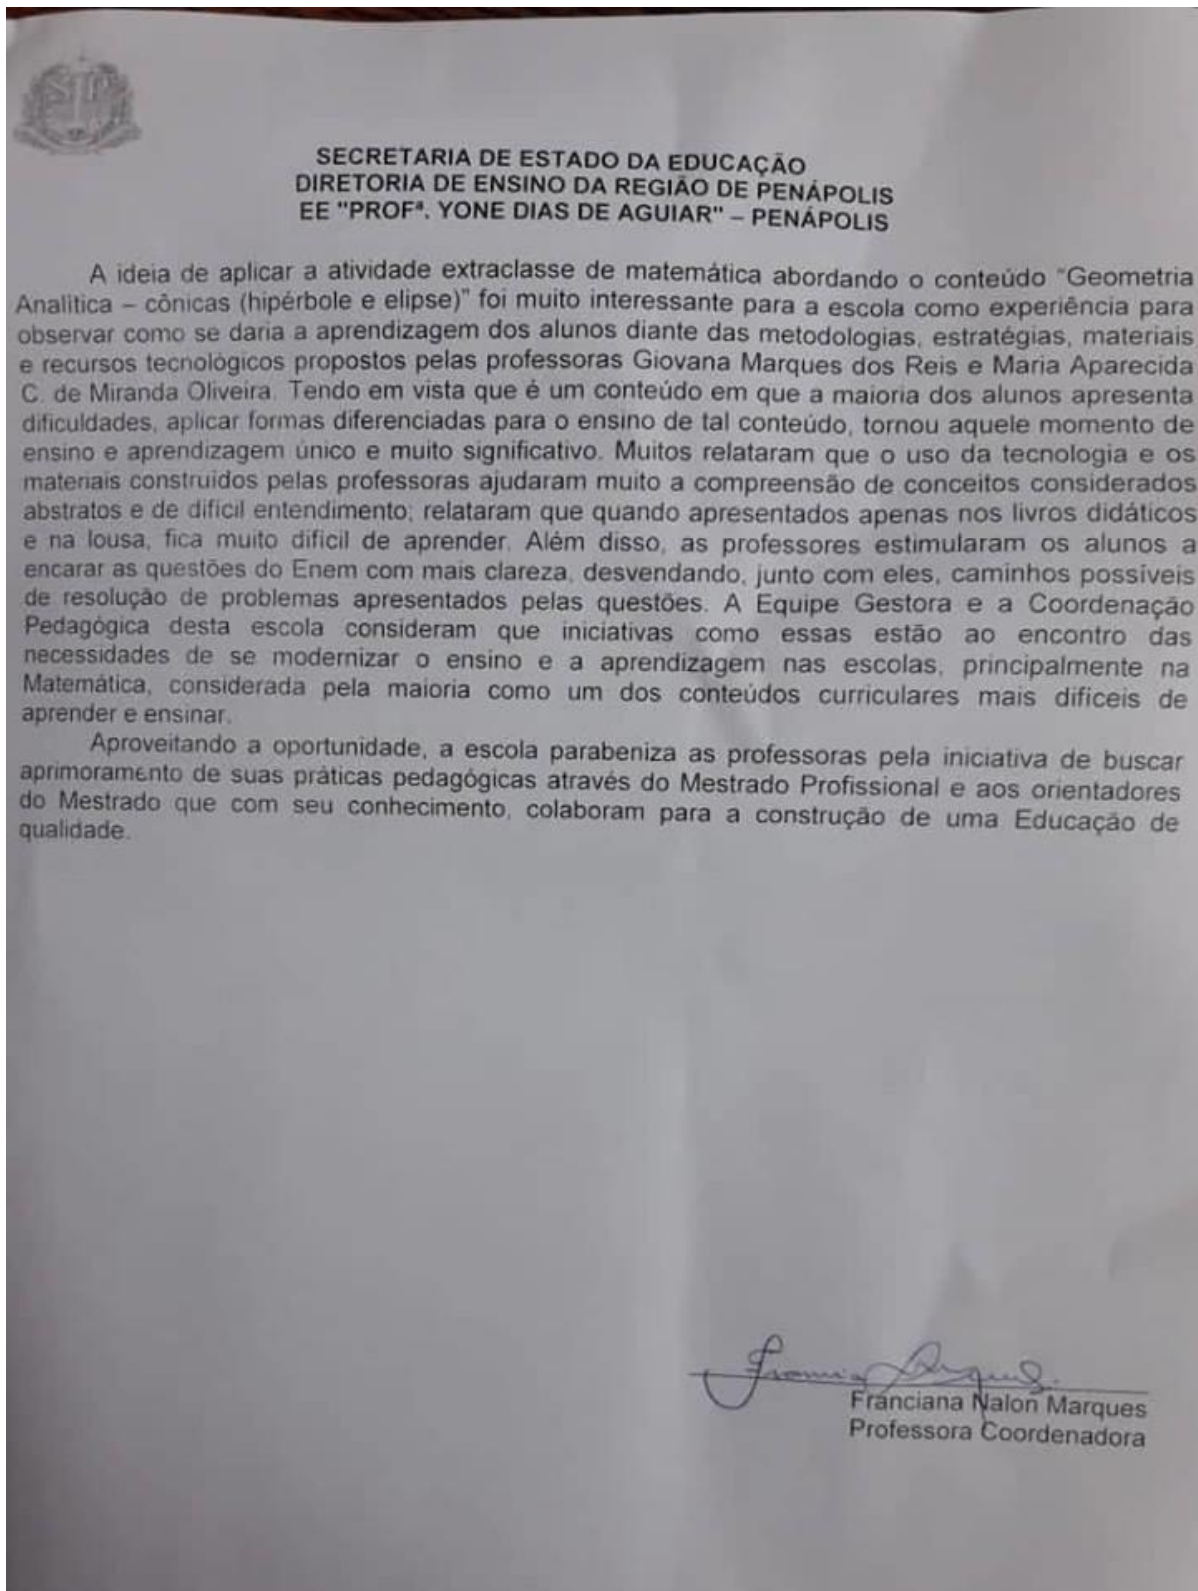 SP
SECRETARIA DE ESTADO DA EDUCAÇÃO
DIRETORIA DE ENSINO DA REGIÃO DE PENÁPOLIS
EE "PROFª. YONE DIAS DE AGUIAR" – PENÁPOLIS
A ideia de aplicar a atividade extraclasse de matemática abordando o conteúdo "Geometria
Analítica – cônicas (hipérbole e elipse)" foi muito interessante para a escola como experiência para
observar como se daria a aprendizagem dos alunos diante das metodologias, estratégias, materiais
e recursos tecnológicos propostos pelas professoras Giovana Marques dos Reis e Maria Aparecida
C. de Miranda Oliveira. Tendo em vista que é um conteúdo em que a maioria dos alunos apresenta
dificuldades, aplicar formas diferenciadas para o ensino de tal conteúdo, tornou aquele momento de
ensino e aprendizagem único e muito significativo. Muitos relataram que o uso da tecnologia e os
materiais construídos pelas professoras ajudaram muito a compreensão de conceitos considerados
abstratos e de difícil entendimento; relataram que quando apresentados apenas nos livros didáticos
e na lousa, fica muito difícil de aprender. Além disso, as professores estimularam os alunos a
encarar as questões do Enem com mais clareza, desvendando, junto com eles, caminhos possíveis
de resolução de problemas apresentados pelas questões. A Equipe Gestora e a Coordenação
Pedagógica desta escola consideram que iniciativas como essas estão ao encontro das
necessidades de se modernizar o ensino e a aprendizagem nas escolas, principalmente na
Matemática, considerada pela maioria como um dos conteúdos curriculares mais difíceis de
aprender e ensinar.
Aproveitando a oportunidade, a escola parabeniza as professoras pela iniciativa de buscar
aprimoramento de suas práticas pedagógicas através do Mestrado Profissional e aos orientadores
do Mestrado que com seu conhecimento, colaboram para a construção de uma Educação de
qualidade.
Franciana Nalon Marques
Professora Coordenadora